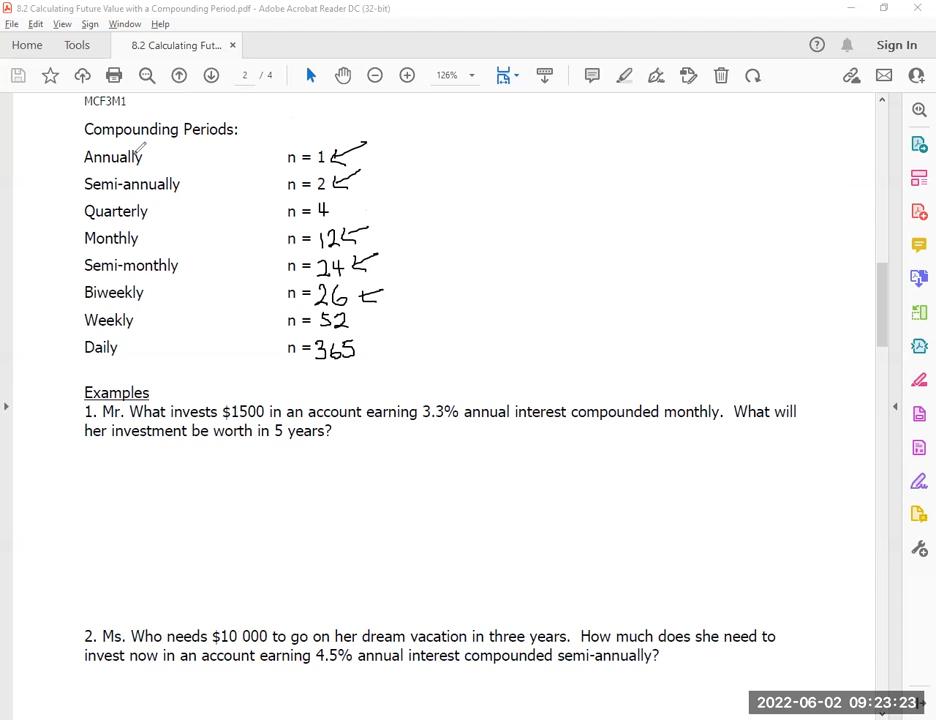 8.2 Calculating Future Value with a Compounding Period.pdf - Adobe Acrobat Reader DC (32-bit)
File Edit View Sign Window Help
Home Tools 8.2 Calculating Fut... × Sign In
2 / 4 126%
MCF3M1
Compounding Periods:
Annually n = 1
Semi-annually n = 2
Quarterly n = 4
Monthly n = 12
Semi-monthly n = 24
Biweekly n = 26
Weekly n = 52
Daily n = 365
Examples
1. Mr. What invests $1500 in an account earning 3.3% annual interest compounded monthly. What will
her investment be worth in 5 years?
2. Ms. Who needs $10 000 to go on her dream vacation in three years. How much does she need to
invest now in an account earning 4.5% annual interest compounded semi-annually?
2022-06-02 09:23:23